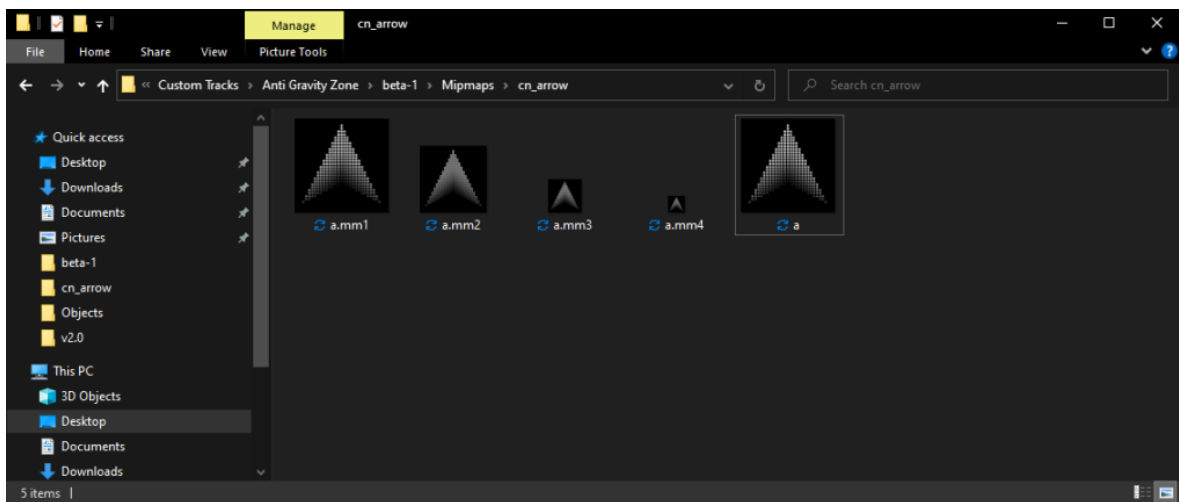 Manage cn_arrow
File Home Share View Picture Tools
« Custom Tracks › Anti Gravity Zone › beta-1 › Mipmaps › cn_arrow
Search cn_arrow
Quick access
Desktop
Downloads
Documents
Pictures
beta-1
cn_arrow
Objects
v2.0
This PC
3D Objects
Desktop
Documents
Downloads
a.mm1 a.mm2 a.mm3 a.mm4 a
5 items